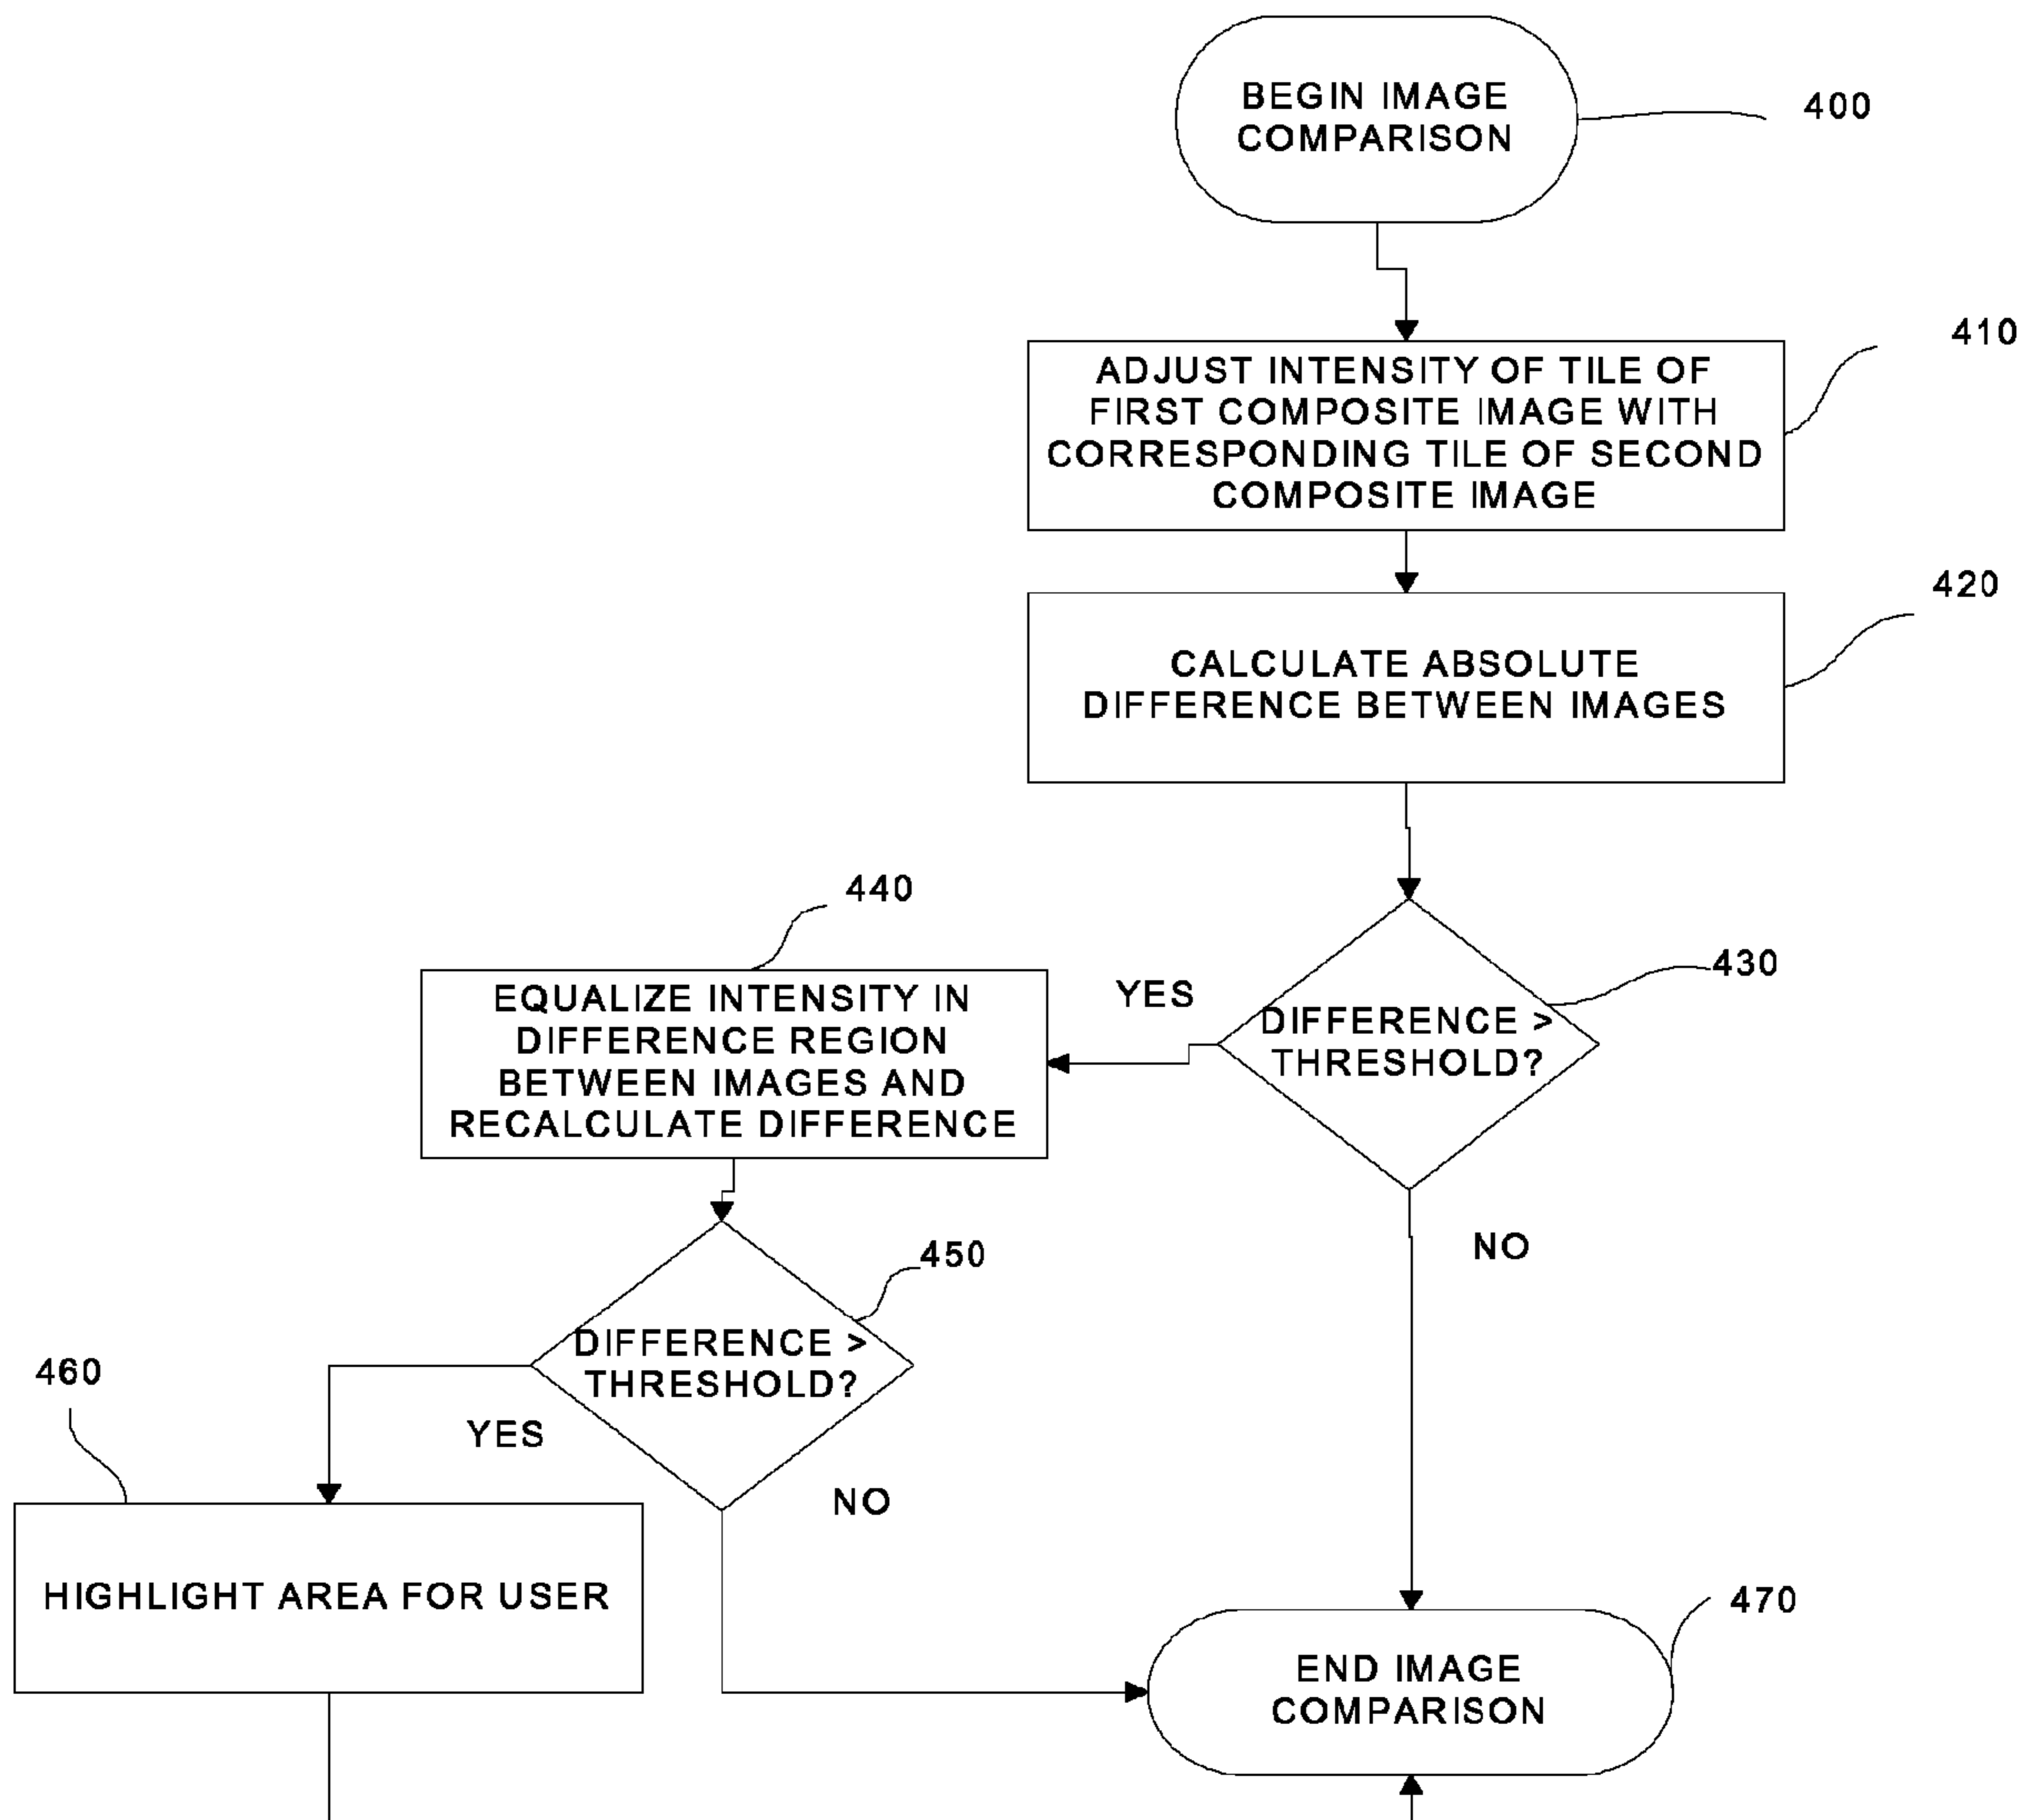 BEGIN IMAGE
COMPARISON
400
ADJUST INTENSITY OF TILE OF
FIRST COMPOSITE IMAGE WITH
CORRESPONDING TILE OF SECOND
COMPOSITE IMAGE
410
CALCULATE ABSOLUTE
DIFFERENCE BETWEEN IMAGES
420
DIFFERENCE >
THRESHOLD?
430
YES
NO
440
EQUALIZE INTENSITY IN
DIFFERENCE REGION
BETWEEN IMAGES AND
RECALCULATE DIFFERENCE
DIFFERENCE >
THRESHOLD?
450
YES
NO
460
HIGHLIGHT AREA FOR USER
END IMAGE
COMPARISON
470